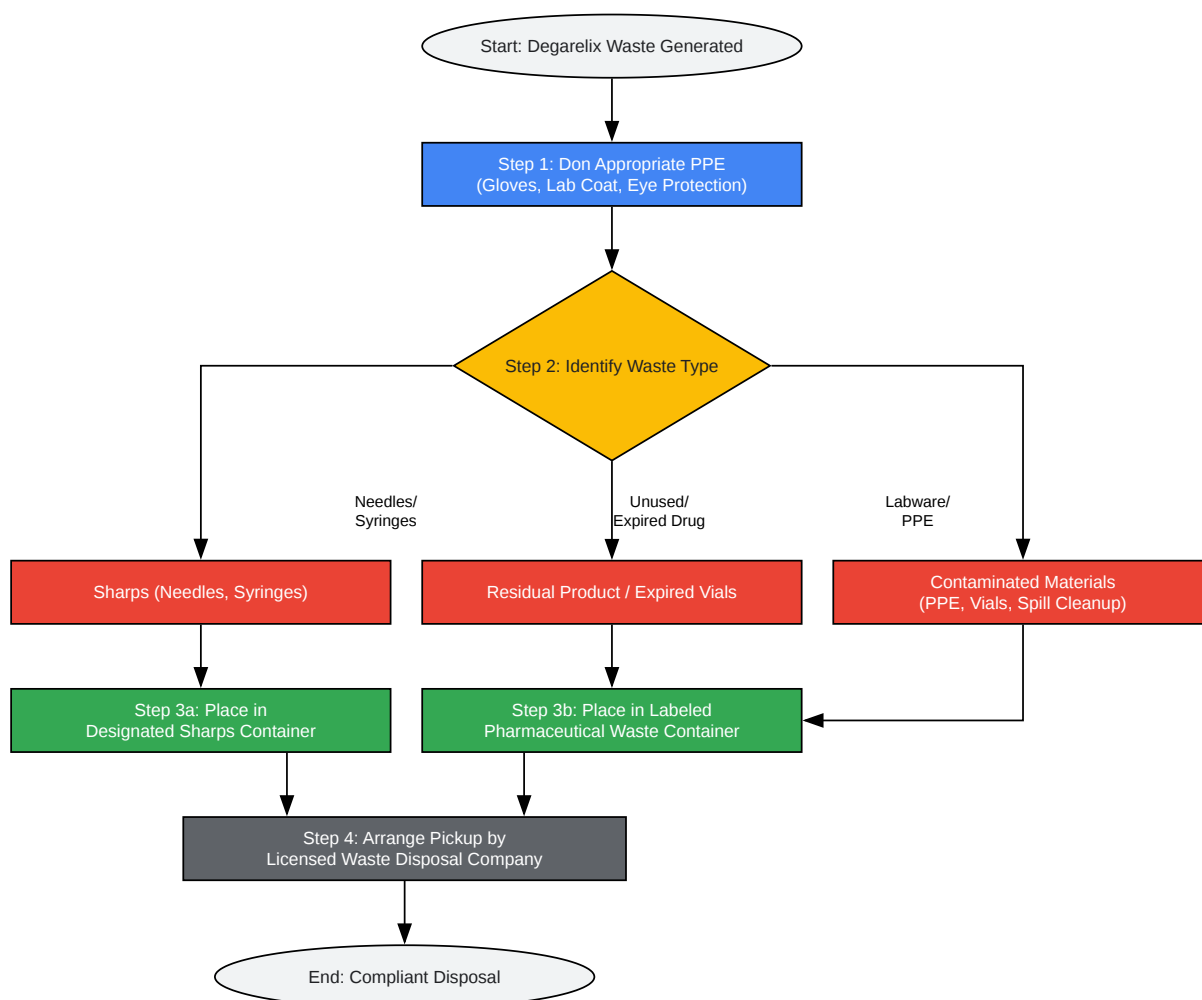 Start: Degarelix Waste Generated
Step 1: Don Appropriate PPE
(Gloves, Lab Coat, Eye Protection)
Step 2: Identify Waste Type
Needles/
Syringes
Unused/
Expired Drug
Labware/
PPE
Sharps (Needles, Syringes)
Residual Product / Expired Vials
Contaminated Materials
(PPE, Vials, Spill Cleanup)
Step 3a: Place in
Designated Sharps Container
Step 3b: Place in Labeled
Pharmaceutical Waste Container
Step 4: Arrange Pickup by
Licensed Waste Disposal Company
End: Compliant Disposal